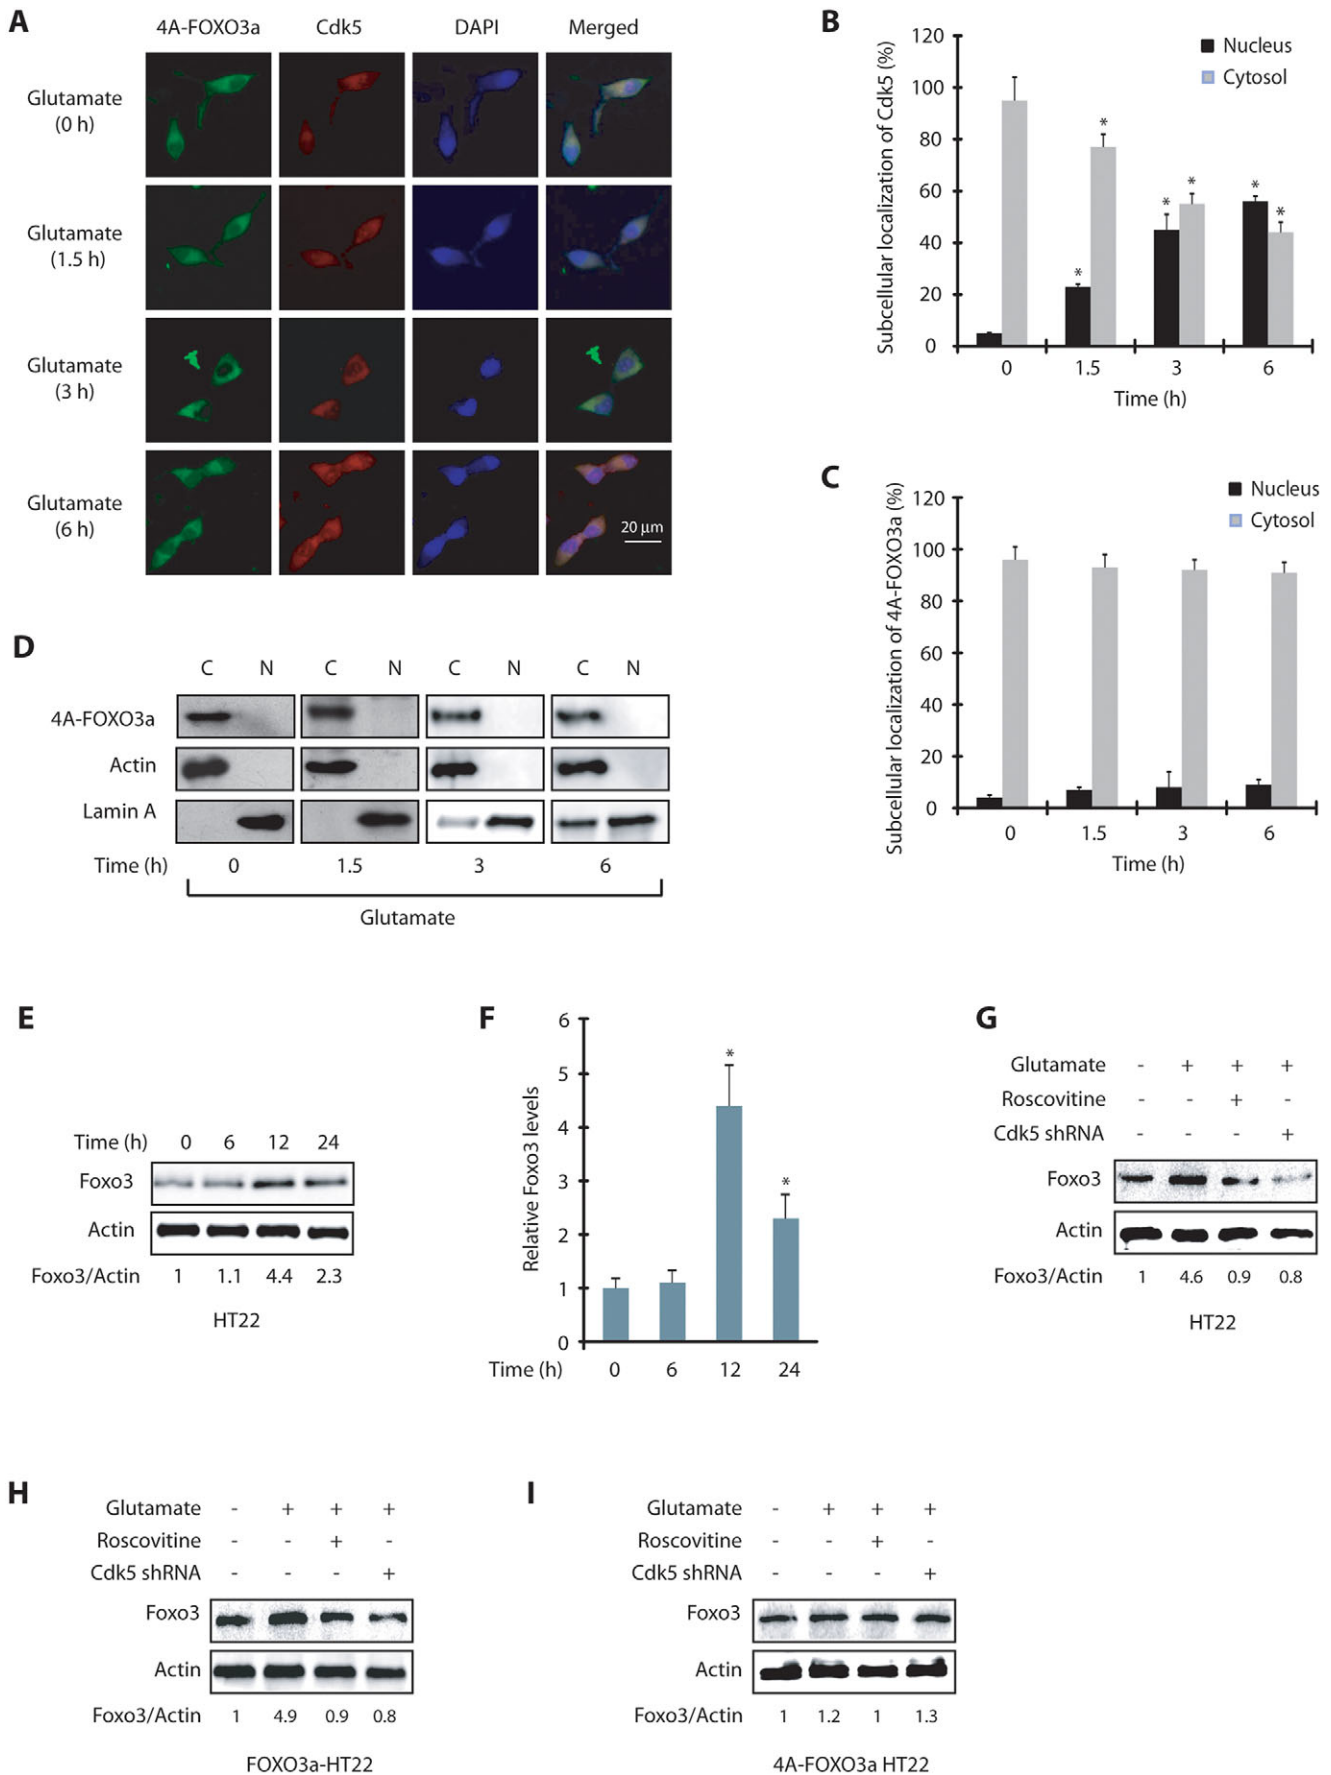 A
4A-FOXO3a Cdk5 DAPI Merged
Glutamate
(0 h)
Glutamate
(1.5 h)
Glutamate
(3 h)
Glutamate
(6 h)
20 µm
B
120
100
80
60
40
20
0
Subcellular localization of Cdk5 (%)
Nucleus
Cytosol
* * * * * *
0 1.5 3 6
Time (h)
C
120
100
80
60
40
20
0
Subcellular localization of 4A-FOXO3a (%)
Nucleus
Cytosol
0 1.5 3 6
Time (h)
D
C N C N C N C N
4A-FOXO3a
Actin
Lamin A
Time (h) 0 1.5 3 6
Glutamate
E
Time (h) 0 6 12 24
Foxo3
Actin
Foxo3/Actin 1 1.1 4.4 2.3
HT22
F
6
5
4
3
2
1
0
Relative Foxo3 levels
* *
Time (h) 0 6 12 24
G
Glutamate - + + +
Roscovitine - - + -
Cdk5 shRNA - - - +
Foxo3
Actin
Foxo3/Actin 1 4.6 0.9 0.8
HT22
H
Glutamate - + + +
Roscovitine - - + -
Cdk5 shRNA - - - +
Foxo3
Actin
Foxo3/Actin 1 4.9 0.9 0.8
FOXO3a-HT22
I
Glutamate - + + +
Roscovitine - - + -
Cdk5 shRNA - - - +
Foxo3
Actin
Foxo3/Actin 1 1.2 1 1.3
4A-FOXO3a HT22